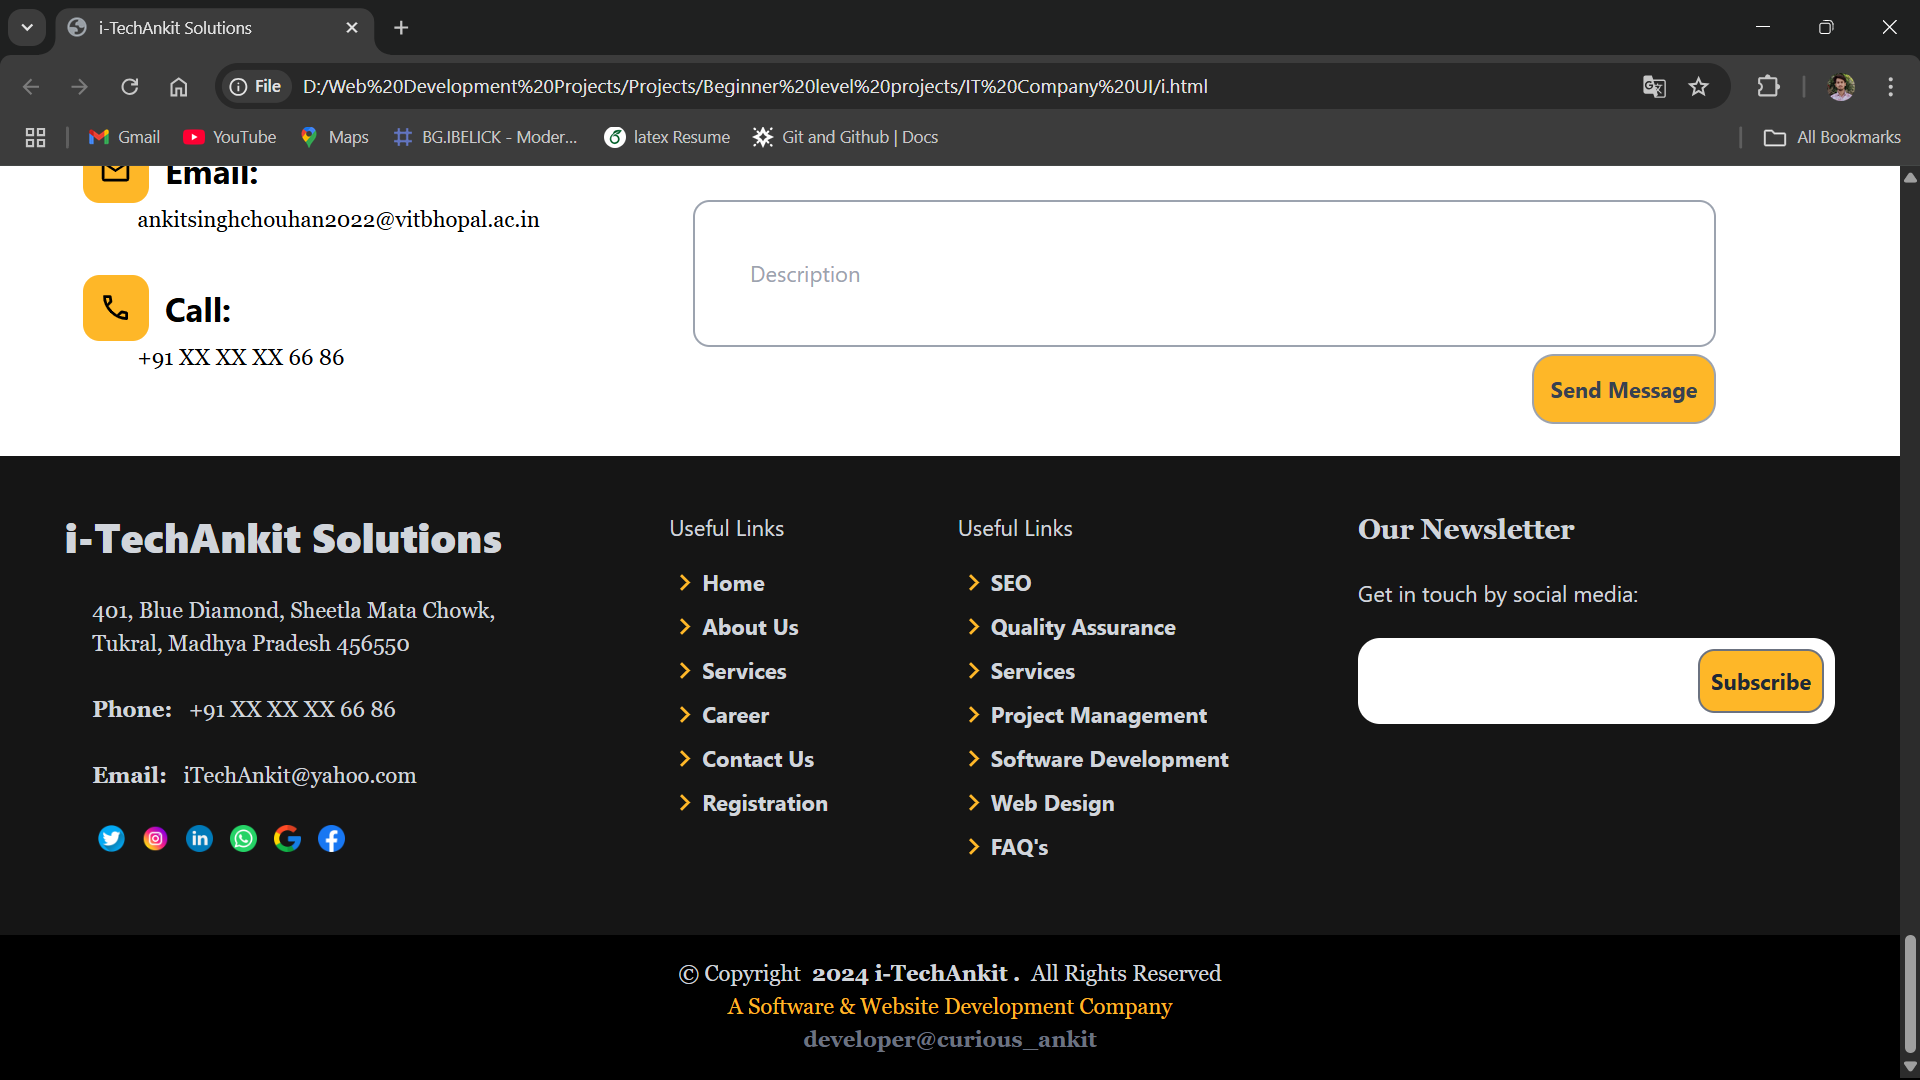 i-TechAnkit Solutions
File
D:/Web%20Development%20Projects/Projects/Beginner%20level%20projects/IT%20Company%20UI/i.html
Gmail
YouTube
Maps
BG.IBELICK - Moder...
latex Resume
Git and Github | Docs
All Bookmarks
Email:
ankitsinghchouhan2022@vitbhopal.ac.in
Call:
+91 XX XX XX 66 86
Description
Send Message
i-TechAnkit Solutions
401, Blue Diamond, Sheetla Mata Chowk,
Tukral, Madhya Pradesh 456550
Phone: +91 XX XX XX 66 86
Email: iTechAnkit@yahoo.com
Useful Links
Home
About Us
Services
Career
Contact Us
Registration
Useful Links
SEO
Quality Assurance
Services
Project Management
Software Development
Web Design
FAQ's
Our Newsletter
Get in touch by social media:
Subscribe
© Copyright 2024 i-TechAnkit . All Rights Reserved
A Software & Website Development Company
developer@curious_ankit